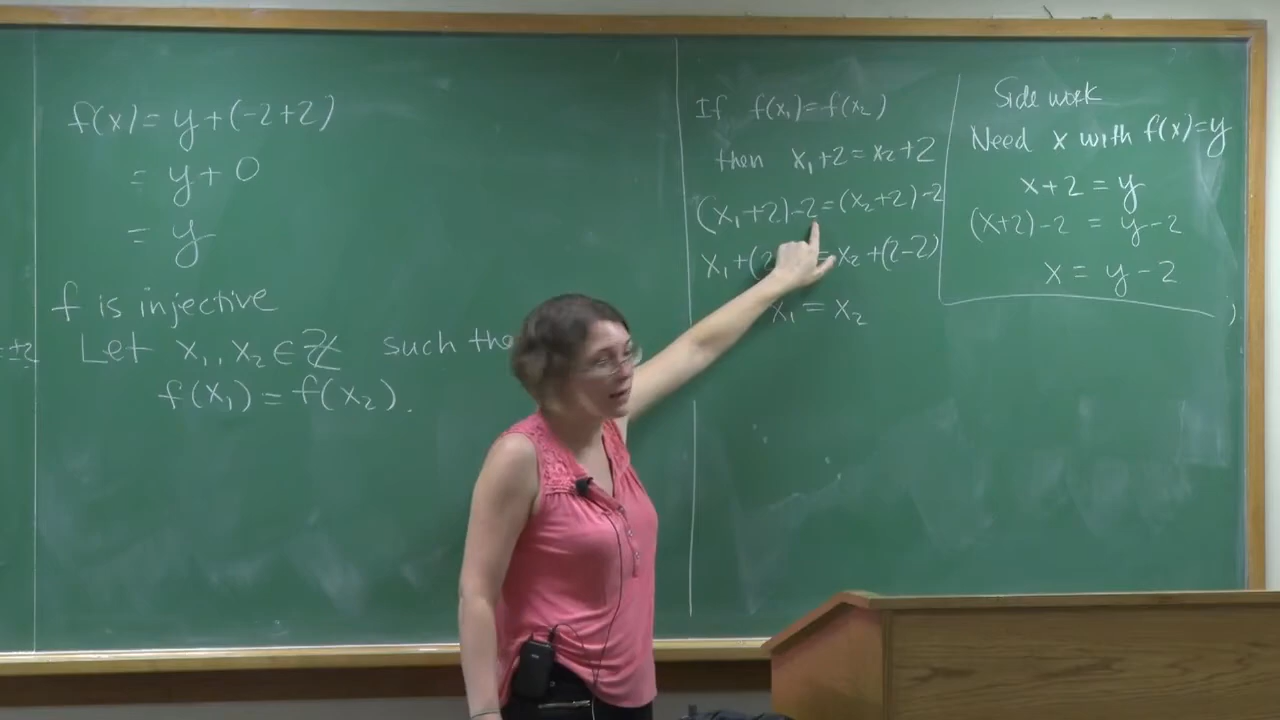 =±2
f(x) = y + (-2+2)
= y + 0
= y
f is injective
Let x₁, x₂ ∈ ℤ such
f(x₁) = f(x₂).
If f(x₁) = f(x₂)
then x₁+2 = x₂+2
(x₁+2)-2 = (x₂+2)-2
x₁+(2 = x₂+(2-2)
x₁ = x₂
Side work
Need x with f(x)=y
x+2 = y
(x+2)-2 = y-2
x = y-2